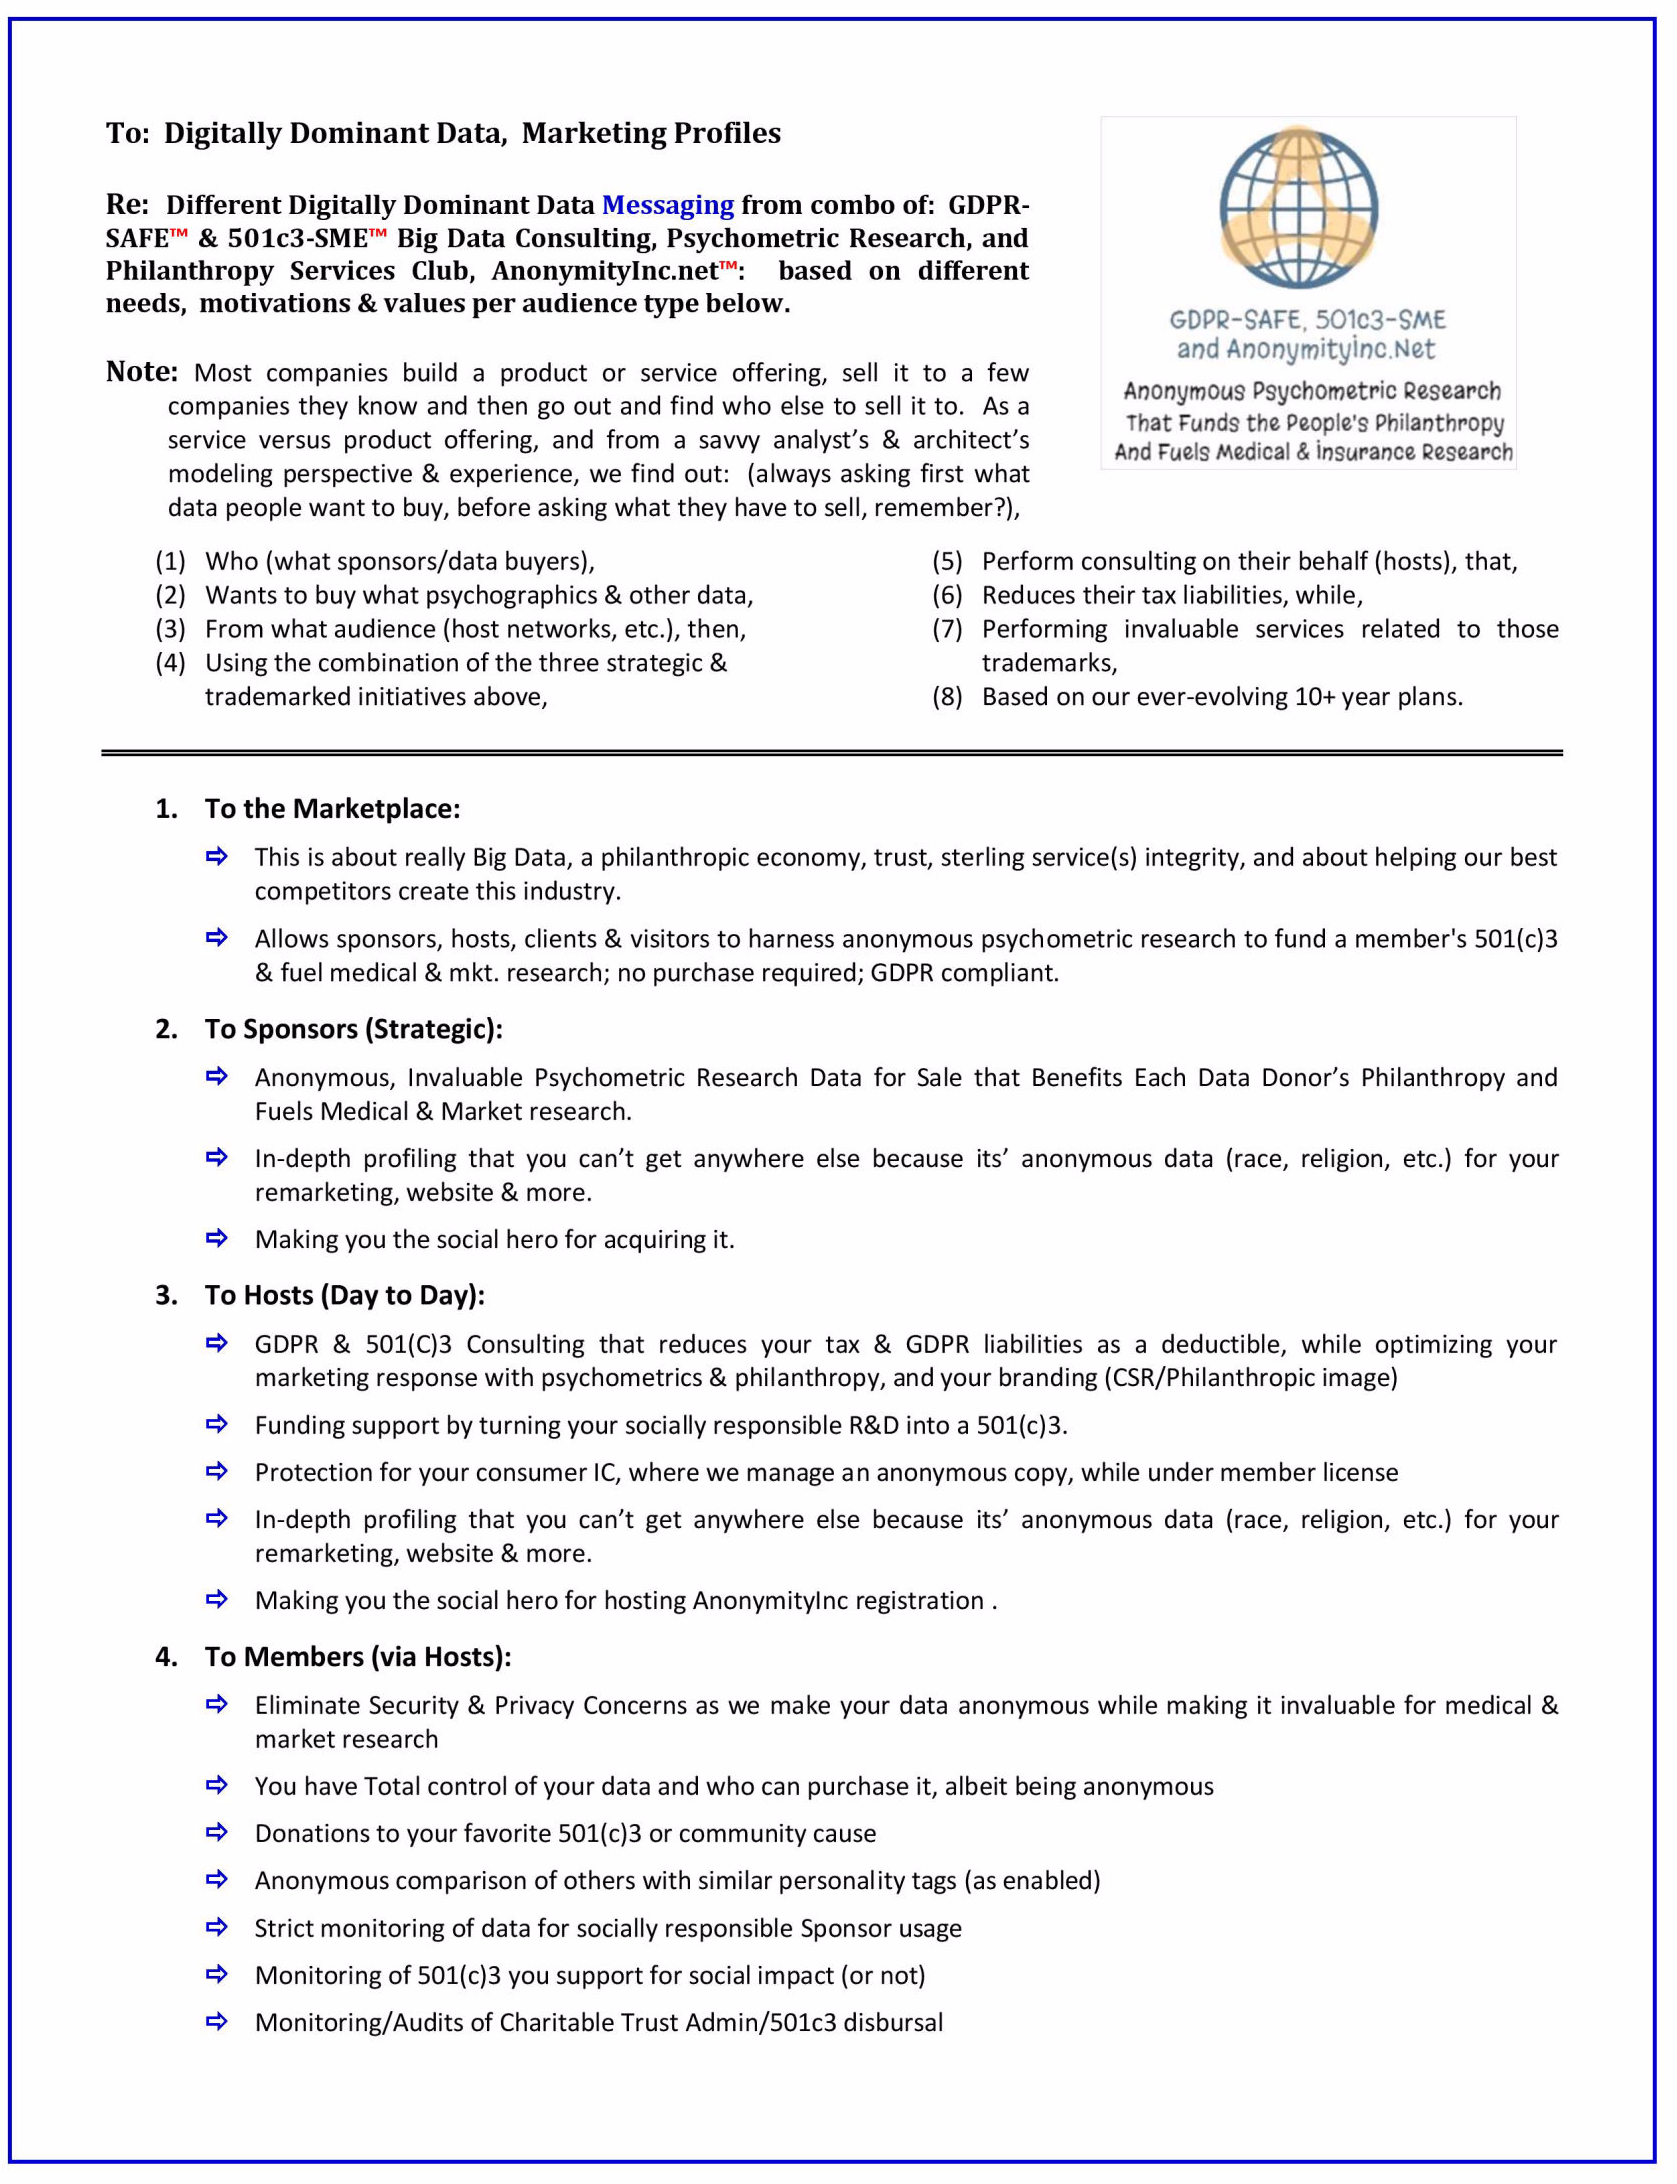 To: Digitally Dominant Data, Marketing Profiles
Re: Different Digitally Dominant Data Messaging from combo of: GDPR-
SAFE™ & 501c3-SME™ Big Data Consulting, Psychometric Research, and
Philanthropy Services Club, AnonymityInc.net™: based on different
needs, motivations & values per audience type below.
GDPR-SAFE, 501c3-SME
and AnonymityInc.Net
Anonymous Psychometric Research
That Funds the People's Philanthropy
And Fuels Medical & insurance Research
Note: Most companies build a product or service offering, sell it to a few
companies they know and then go out and find who else to sell it to. As a
service versus product offering, and from a savvy analyst’s & architect’s
modeling perspective & experience, we find out: (always asking first what
data people want to buy, before asking what they have to sell, remember?),
(1) Who (what sponsors/data buyers),
(2) Wants to buy what psychographics & other data,
(3) From what audience (host networks, etc.), then,
(4) Using the combination of the three strategic &
trademarked initiatives above,
(5) Perform consulting on their behalf (hosts), that,
(6) Reduces their tax liabilities, while,
(7) Performing invaluable services related to those
trademarks,
(8) Based on our ever-evolving 10+ year plans.
1. To the Marketplace:
⇨ This is about really Big Data, a philanthropic economy, trust, sterling service(s) integrity, and about helping our best
competitors create this industry.
⇨ Allows sponsors, hosts, clients & visitors to harness anonymous psychometric research to fund a member's 501(c)3
& fuel medical & mkt. research; no purchase required; GDPR compliant.
2. To Sponsors (Strategic):
⇨ Anonymous, Invaluable Psychometric Research Data for Sale that Benefits Each Data Donor’s Philanthropy and
Fuels Medical & Market research.
⇨ In-depth profiling that you can’t get anywhere else because its’ anonymous data (race, religion, etc.) for your
remarketing, website & more.
⇨ Making you the social hero for acquiring it.
3. To Hosts (Day to Day):
⇨ GDPR & 501(C)3 Consulting that reduces your tax & GDPR liabilities as a deductible, while optimizing your
marketing response with psychometrics & philanthropy, and your branding (CSR/Philanthropic image)
⇨ Funding support by turning your socially responsible R&D into a 501(c)3.
⇨ Protection for your consumer IC, where we manage an anonymous copy, while under member license
⇨ In-depth profiling that you can’t get anywhere else because its’ anonymous data (race, religion, etc.) for your
remarketing, website & more.
⇨ Making you the social hero for hosting AnonymityInc registration .
4. To Members (via Hosts):
⇨ Eliminate Security & Privacy Concerns as we make your data anonymous while making it invaluable for medical &
market research
⇨ You have Total control of your data and who can purchase it, albeit being anonymous
⇨ Donations to your favorite 501(c)3 or community cause
⇨ Anonymous comparison of others with similar personality tags (as enabled)
⇨ Strict monitoring of data for socially responsible Sponsor usage
⇨ Monitoring of 501(c)3 you support for social impact (or not)
⇨ Monitoring/Audits of Charitable Trust Admin/501c3 disbursal